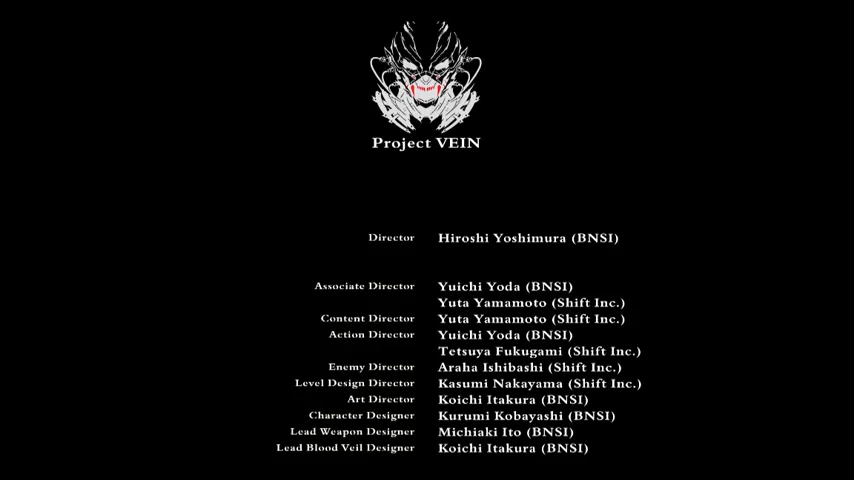 Project VEIN
Director Hiroshi Yoshimura (BNSI)
Associate Director Yuichi Yoda (BNSI)
Yuta Yamamoto (Shift Inc.)
Content Director Yuta Yamamoto (Shift Inc.)
Action Director Yuichi Yoda (BNSI)
Tetsuya Fukugami (Shift Inc.)
Enemy Director Araha Ishibashi (Shift Inc.)
Level Design Director Kasumi Nakayama (Shift Inc.)
Art Director Koichi Itakura (BNSI)
Character Designer Kurumi Kobayashi (BNSI)
Lead Weapon Designer Michiaki Ito (BNSI)
Lead Blood Veil Designer Koichi Itakura (BNSI)